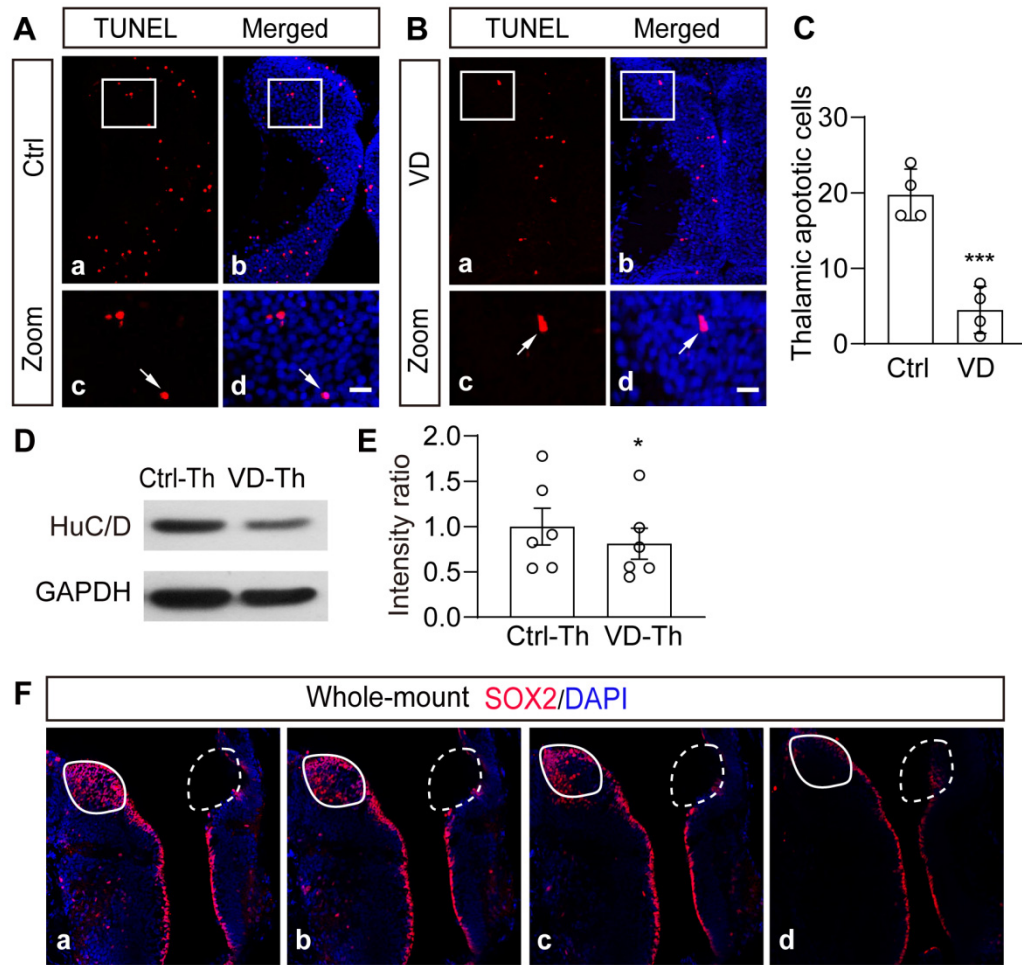 A
TUNEL Merged
Ctrl
a b
Zoom
c d
B
TUNEL Merged
VD
a b
Zoom
c d
C
Thalamic apoptotic cells
30
20
10
0
***
Ctrl VD
D
Ctrl-Th VD-Th
HuC/D
GAPDH
E
Intensity ratio
2.0
1.5
1.0
0.5
0.0
*
Ctrl-Th VD-Th
F
Whole-mount SOX2/DAPI
a b c d